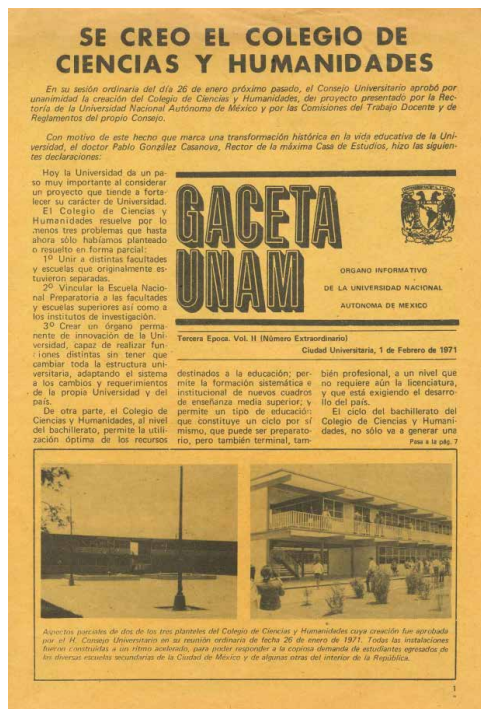 SE CREO EL COLEGIO DE
CIENCIAS Y HUMANIDADES
En su sesión ordinaria del día 26 de enero próximo pasado, el Consejo Universitario aprobó por
unanimidad la creación del Colegio de Ciencias y Humanidades, del proyecto presentado por la Rec-
toría de la Universidad Nacional Autónoma de México y por las Comisiones del Trabajo Docente y de
Reglamentos del propio Consejo.
Con motivo de este hecho que marca una transformación histórica en la vida educativa de la Uni-
versidad, el doctor Pablo González Casanova, Rector de la máxima Casa de Estudios, hizo las siguien-
tes declaraciones:
Hoy la Universidad da un pa-
so muy importante al considerar
un proyecto que tiende a forta-
lecer su carácter de Universidad.
El Colegio de Ciencias y
Humanidades resuelve por lo
menos tres problemas que hasta
ahora sólo habíamos planteado
o resuelto en forma parcial:
1º Unir a distintas facultades
y escuelas que originalmente es-
tuvieron separadas.
2º Vincular la Escuela Nacio-
nal Preparatoria a las facultades
y escuelas superiores así como a
los institutos de investigación.
3º Crear un órgano perma-
nente de innovación de la Uni-
versidad, capaz de realizar fun-
ciones distintas sin tener que
cambiar toda la estructura uni-
versitaria, adaptando el sistema
a los cambios y requerimientos
de la propia Universidad y del
país.
De otra parte, el Colegio de
Ciencias y Humanidades, al nivel
del bachillerato, permite la utili-
zación óptima de los recursos
GACETA
UNAM
ORGANO INFORMATIVO
DE LA UNIVERSIDAD NACIONAL
AUTONOMA DE MEXICO
Tercera Epoca. Vol. II (Número Extraordinario)
Ciudad Universitaria, 1 de Febrero de 1971
destinados a la educación; per-
mite la formación sistemática e
institucional de nuevos cuadros
de enseñanza media superior; y
permite un tipo de educación
que constituye un ciclo por sí
mismo, que puede ser preparato-
rio, pero también terminal, tam-
bién profesional, a un nivel que
no requiere aún la licenciatura,
y que está exigiendo el desarro-
llo del país.
El ciclo del bachillerato del
Colegio de Ciencias y Humani-
dades, no sólo va a generar una
Pasa a la pág. 7
Aspectos parciales de dos de los tres planteles del Colegio de Ciencias y Humanidades cuya creación fue aprobada
por el H. Consejo Universitario en su reunión ordinaria de fecha 26 de enero de 1971. Todas las instalaciones
fueron construidas a un ritmo acelerado, para poder responder a la copiosa demanda de estudiantes egresados de
las diversas escuelas secundarias de la Ciudad de México y de algunas otras del interior de la República.
1